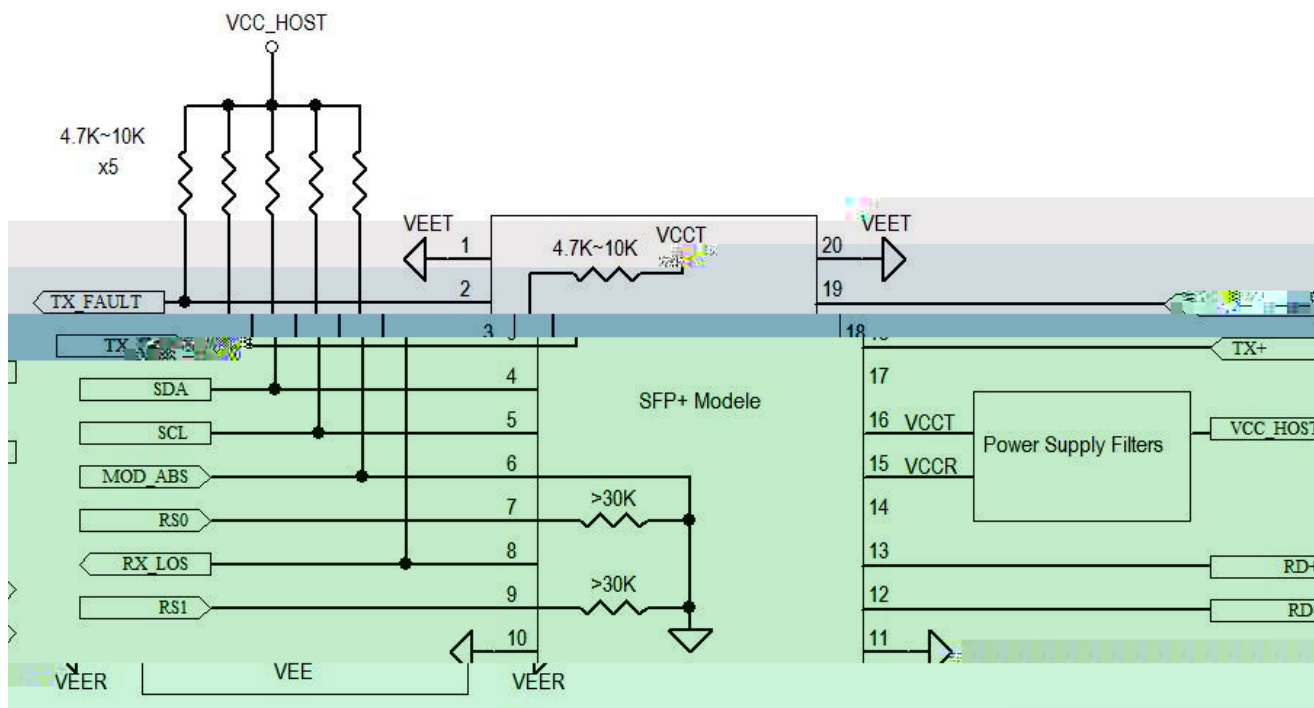 VCC_HOST
4.7K~10K
x5
VEET
1
4.7K~10K
VCCT
20
VEET
TX_FAULT
2
19
TX
3
18
TX+
SDA
4
17
SFP+ Modele
SCL
5
16
VCCT
Power Supply Filters
VCC_HOST
MOD_ABS
6
15
VCCR
RS0
7
>30K
14
RX_LOS
8
13
RD+
RS1
9
>30K
12
RD
10
11
VEER
VEE
VEER